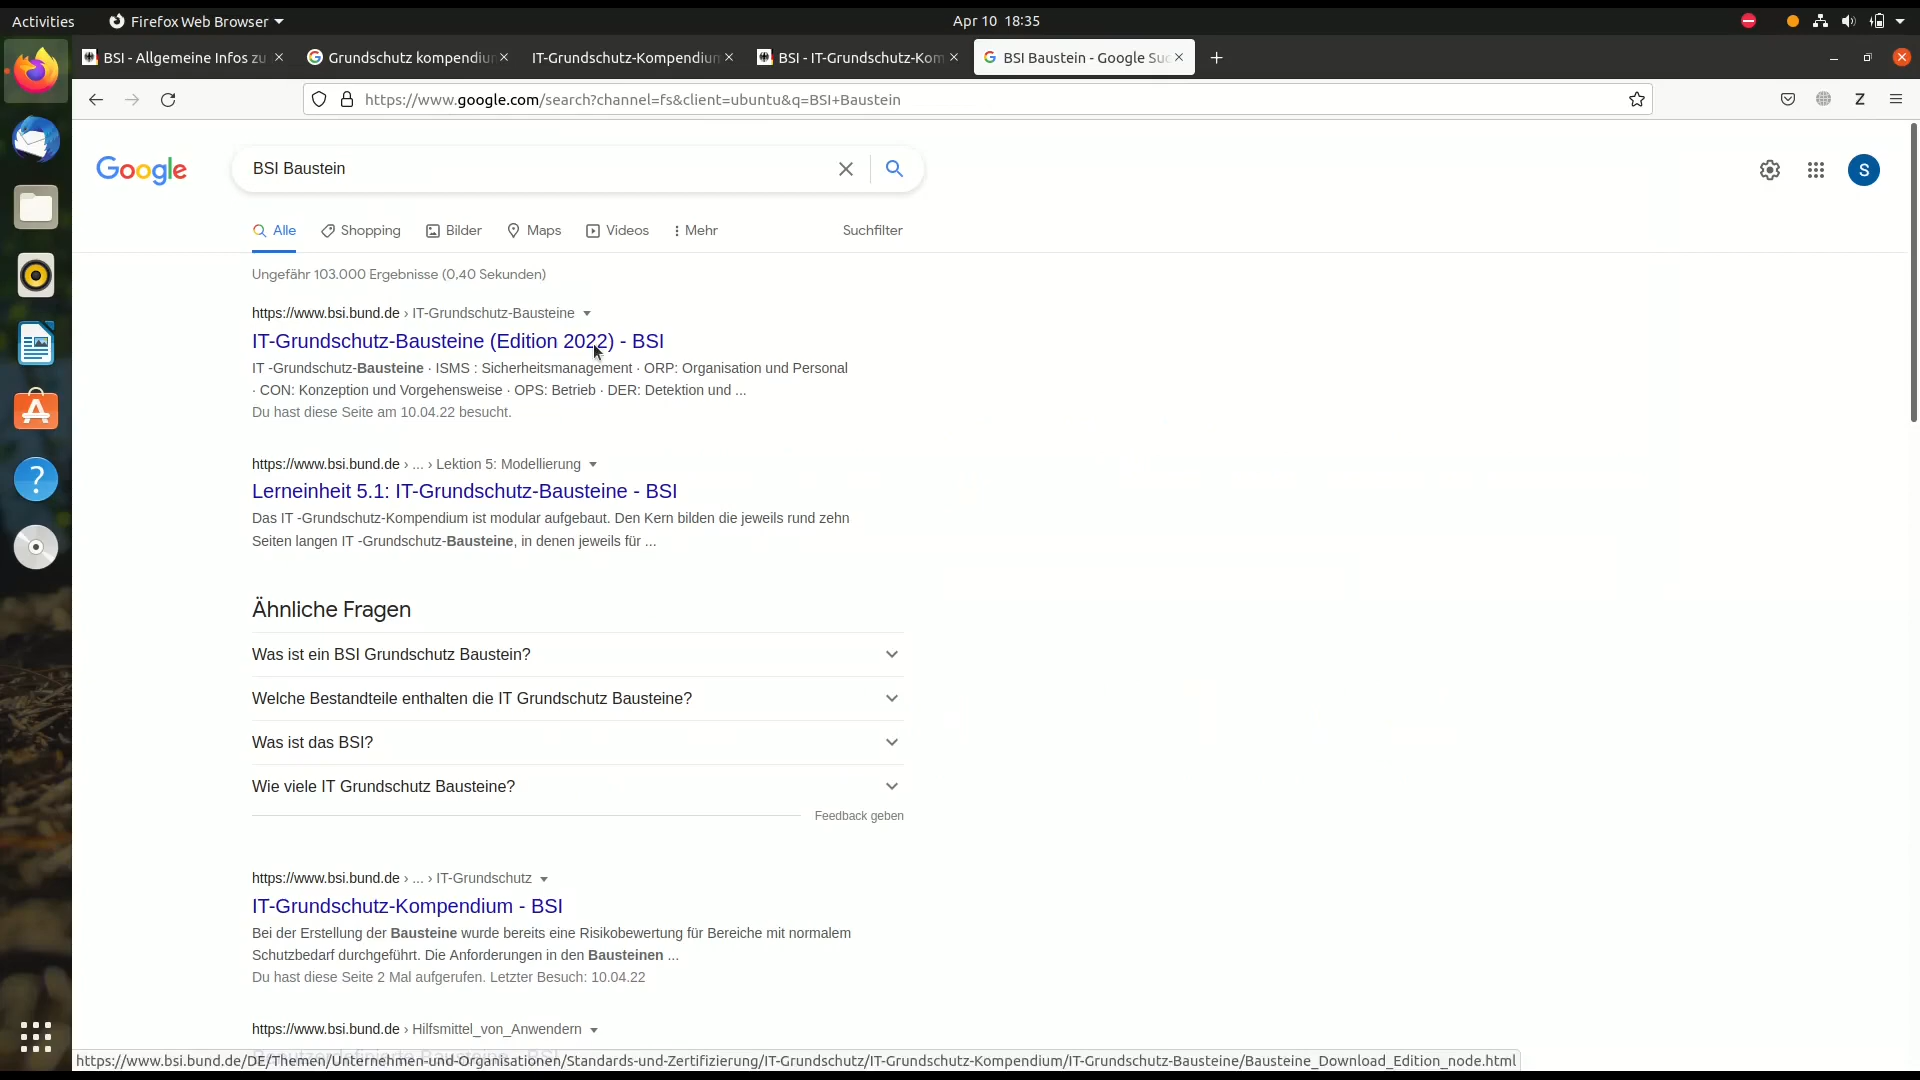 Activities
Firefox Web Browser
Apr 10 18:35
BSI - Allgemeine Infos zu
Grundschutz kompendiu
IT-Grundschutz-Kompendium
BSI - IT-Grundschutz-Kom
BSI Baustein - Google Suc
https://www.google.com/search?channel=fs&client=ubuntu&q=BSI+Baustein
Z
Google
BSI Baustein
S
Alle
Shopping
Bilder
Maps
Videos
Mehr
Suchfilter
Ungefähr 103.000 Ergebnisse (0,40 Sekunden)
https://www.bsi.bund.de › IT-Grundschutz-Bausteine
IT-Grundschutz-Bausteine (Edition 2022) - BSI
IT -Grundschutz-Bausteine · ISMS : Sicherheitsmanagement · ORP: Organisation und Personal
· CON: Konzeption und Vorgehensweise · OPS: Betrieb · DER: Detektion und ...
Du hast diese Seite am 10.04.22 besucht.
https://www.bsi.bund.de › ... › Lektion 5: Modellierung
Lerneinheit 5.1: IT-Grundschutz-Bausteine - BSI
Das IT -Grundschutz-Kompendium ist modular aufgebaut. Den Kern bilden die jeweils rund zehn
Seiten langen IT -Grundschutz-Bausteine, in denen jeweils für ...
Ähnliche Fragen
Was ist ein BSI Grundschutz Baustein?
Welche Bestandteile enthalten die IT Grundschutz Bausteine?
Was ist das BSI?
Wie viele IT Grundschutz Bausteine?
Feedback geben
https://www.bsi.bund.de › ... › IT-Grundschutz
IT-Grundschutz-Kompendium - BSI
Bei der Erstellung der Bausteine wurde bereits eine Risikobewertung für Bereiche mit normalem
Schutzbedarf durchgeführt. Die Anforderungen in den Bausteinen ...
Du hast diese Seite 2 Mal aufgerufen. Letzter Besuch: 10.04.22
https://www.bsi.bund.de › Hilfsmittel_von_Anwendern
Benutzerdefinierte Bausteine - BSI
https://www.bsi.bund.de/DE/Themen/Unternehmen-und-Organisationen/Standards-und-Zertifizierung/IT-Grundschutz/IT-Grundschutz-Kompendium/IT-Grundschutz-Bausteine/Bausteine_Download_Edition_node.html